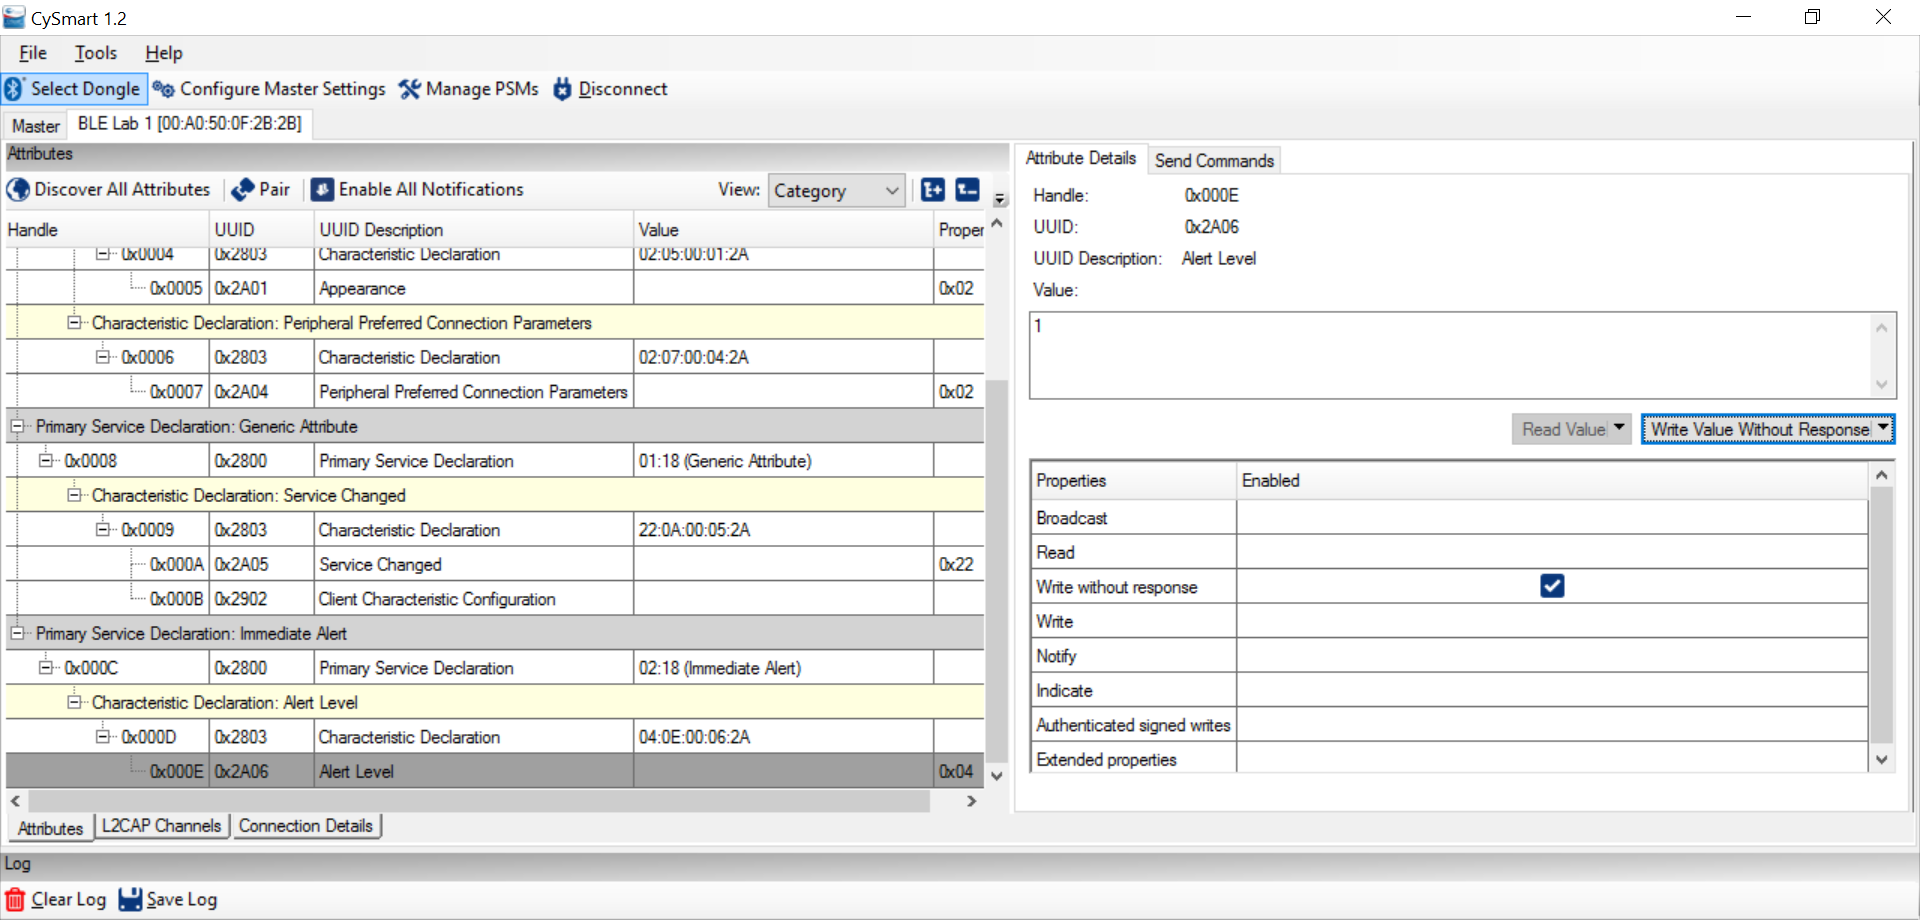 CySmart 1.2
File Tools Help
Select Dongle Configure Master Settings Manage PSMs Disconnect
Master BLE Lab 1 [00:A0:50:0F:2B:2B]
Attributes
Discover All Attributes Pair Enable All Notifications View: Category
Handle UUID UUID Description Value Proper
0x0004 0x2803 Characteristic Declaration 02:05:00:01:2A
0x0005 0x2A01 Appearance 0x02
Characteristic Declaration: Peripheral Preferred Connection Parameters
0x0006 0x2803 Characteristic Declaration 02:07:00:04:2A
0x0007 0x2A04 Peripheral Preferred Connection Parameters 0x02
Primary Service Declaration: Generic Attribute
0x0008 0x2800 Primary Service Declaration 01:18 (Generic Attribute)
Characteristic Declaration: Service Changed
0x0009 0x2803 Characteristic Declaration 22:0A:00:05:2A
0x000A 0x2A05 Service Changed 0x22
0x000B 0x2902 Client Characteristic Configuration
Primary Service Declaration: Immediate Alert
0x000C 0x2800 Primary Service Declaration 02:18 (Immediate Alert)
Characteristic Declaration: Alert Level
0x000D 0x2803 Characteristic Declaration 04:0E:00:06:2A
0x000E 0x2A06 Alert Level 0x04
Attributes L2CAP Channels Connection Details
Attribute Details Send Commands
Handle: 0x000E
UUID: 0x2A06
UUID Description: Alert Level
Value:
1
Read Value Write Value Without Response
Properties Enabled
Broadcast
Read
Write without response
Write
Notify
Indicate
Authenticated signed writes
Extended properties
Log
Clear Log Save Log